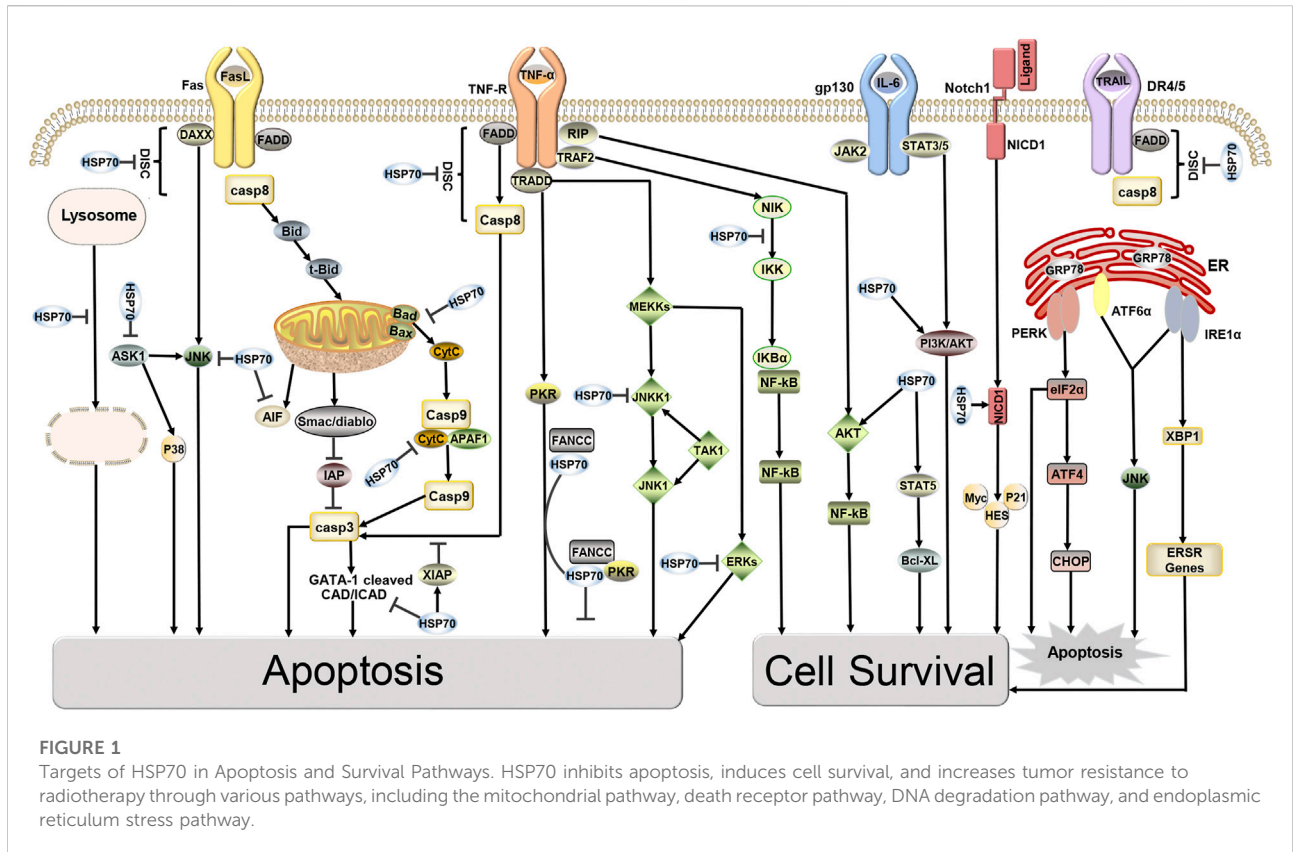 Fas
FasL
TNF-R
TNF-α
gp130
IL-6
Notch1
Ligand
TRAIL
DR4/5
DAXX
FADD
HSP70
DISC
casp8
FADD
HSP70
DISC
Casp8
RIP
TRAF2
TRADD
JAK2
STAT3/5
NICD1
FADD
casp8
DISC
HSP70
Lysosome
Bid
t-Bid
NIK
HSP70
IKK
GRP78
GRP78
ER
HSP70
HSP70
Bad
Bax
HSP70
MEKKs
HSP70
PERK
ATF6α
IRE1α
ASK1
JNK
HSP70
CytC
IKBα
NF-kB
PI3K/AKT
AIF
Smac/diablo
Casp9
CytC
APAF1
PKR
HSP70
JNKK1
HSP70
HSP70
NICD1
eIF2α
P38
HSP70
FANCC
HSP70
TAK1
AKT
XBP1
IAP
Casp9
JNK1
NF-kB
STAT5
ATF4
JNK
casp3
NF-kB
Myc
P21
HES
GATA-1 cleaved
CAD/ICAD
XIAP
HSP70
FANCC
HSP70
PKR
HSP70
ERKs
Bcl-XL
CHOP
ERSR
Genes
Apoptosis
Cell Survival
Apoptosis
FIGURE 1
Targets of HSP70 in Apoptosis and Survival Pathways. HSP70 inhibits apoptosis, induces cell survival, and increases tumor resistance to
radiotherapy through various pathways, including the mitochondrial pathway, death receptor pathway, DNA degradation pathway, and endoplasmic
reticulum stress pathway.